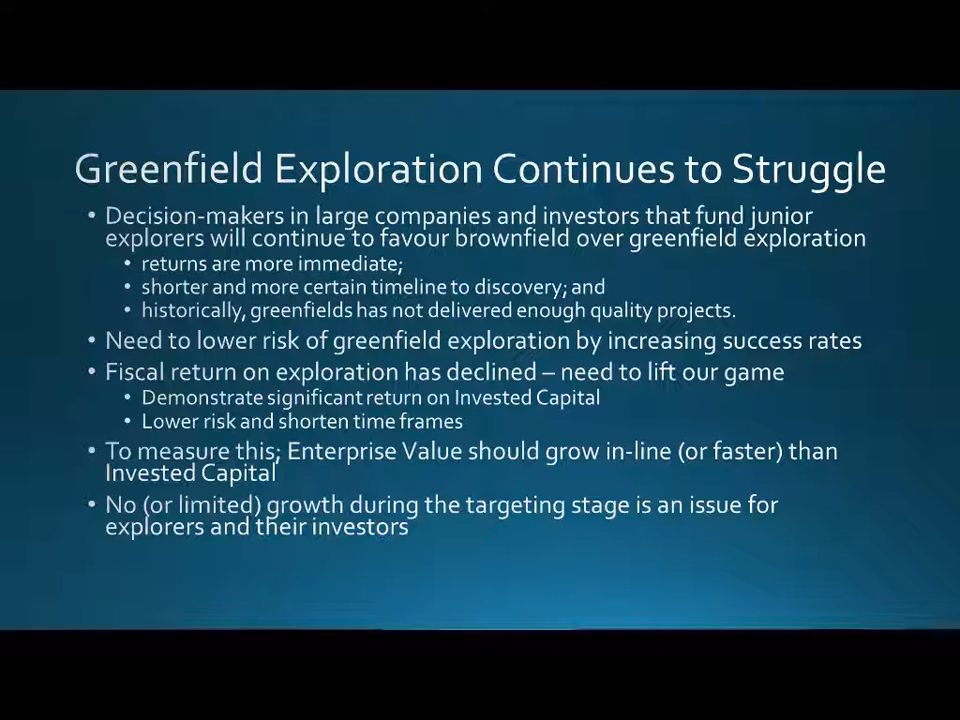 Greenfield Exploration Continues to Struggle
• Decision-makers in large companies and investors that fund junior
explorers will continue to favour brownfield over greenfield exploration
• returns are more immediate;
• shorter and more certain timeline to discovery; and
• historically, greenfields has not delivered enough quality projects.
• Need to lower risk of greenfield exploration by increasing success rates
• Fiscal return on exploration has declined – need to lift our game
• Demonstrate significant return on Invested Capital
• Lower risk and shorten time frames
• To measure this; Enterprise Value should grow in-line (or faster) than
Invested Capital
• No (or limited) growth during the targeting stage is an issue for
explorers and their investors